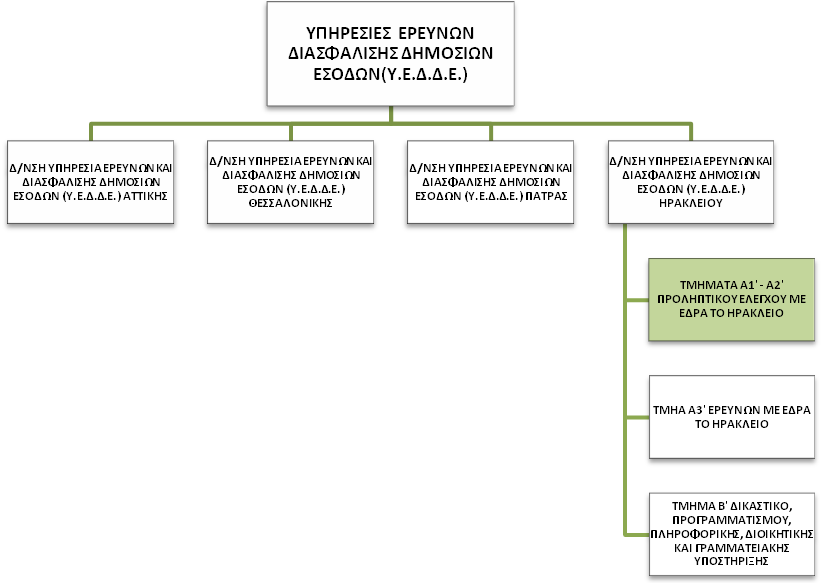 ΥΠΗΡΕΣΙΕΣ ΕΡΕΥΝΩΝ
ΔΙΑΣΦΑΛΙΣΗΣ ΔΗΜΟΣΙΩΝ
ΕΣΟΔΩΝ(Υ.Ε.Δ.Δ.Ε.)
Δ/ΝΣΗ ΥΠΗΡΕΣΙΑ ΕΡΕΥΝΩΝ ΚΑΙ
ΔΙΑΣΦΑΛΙΣΗΣ ΔΗΜΟΣΙΩΝ
ΕΣΟΔΩΝ (Υ.Ε.Δ.Δ.Ε.) ΑΤΤΙΚΗΣ
Δ/ΝΣΗ ΥΠΗΡΕΣΙΑ ΕΡΕΥΝΩΝ ΚΑΙ
ΔΙΑΣΦΑΛΙΣΗΣ ΔΗΜΟΣΙΩΝ
ΕΣΟΔΩΝ (Υ.Ε.Δ.Δ.Ε.)
ΘΕΣΣΑΛΟΝΙΚΗΣ
Δ/ΝΣΗ ΥΠΗΡΕΣΙΑ ΕΡΕΥΝΩΝ ΚΑΙ
ΔΙΑΣΦΑΛΙΣΗΣ ΔΗΜΟΣΙΩΝ
ΕΣΟΔΩΝ (Υ.Ε.Δ.Δ.Ε.) ΠΑΤΡΑΣ
Δ/ΝΣΗ ΥΠΗΡΕΣΙΑ ΕΡΕΥΝΩΝ ΚΑΙ
ΔΙΑΣΦΑΛΙΣΗΣ ΔΗΜΟΣΙΩΝ
ΕΣΟΔΩΝ (Υ.Ε.Δ.Δ.Ε.)
ΗΡΑΚΛΕΙΟΥ
ΤΜΗΜΑΤΑ Α1' - Α2'
ΠΡΟΛΗΠΤΙΚΟΥ ΕΛΕΓΧΟΥ ΜΕ
ΕΔΡΑ ΤΟ ΗΡΑΚΛΕΙΟ
ΤΜΗΑ Α3' ΕΡΕΥΝΩΝ ΜΕ ΕΔΡΑ
ΤΟ ΗΡΑΚΛΕΙΟ
ΤΜΗΜΑ Β' ΔΙΚΑΣΤΙΚΟ,
ΠΡΟΓΡΑΜΜΑΤΙΣΜΟΥ,
ΠΛΗΡΟΦΟΡΙΚΗΣ, ΔΙΟΙΚΗΤΙΚΗΣ
ΚΑΙ ΓΡΑΜΜΑΤΕΙΑΚΗΣ
ΥΠΟΣΤΗΡΙΞΗΣ